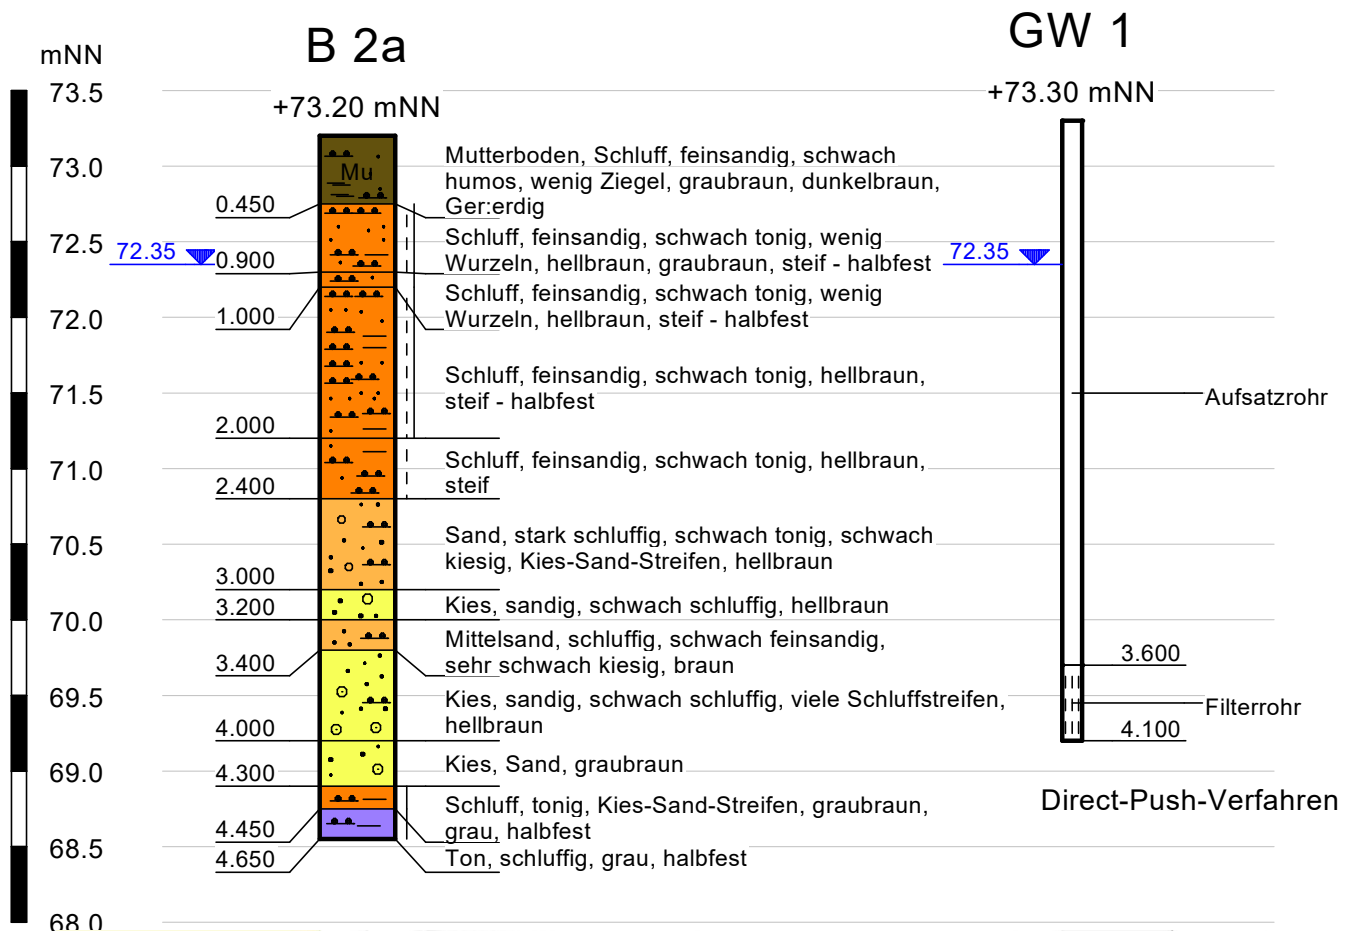 mNN
B 2a
GW 1
73.5
+73.20 mNN
+73.30 mNN
73.0
Mu
Mutterboden, Schluff, feinsandig, schwach
humos, wenig Ziegel, graubraun, dunkelbraun,
Ger:erdig
0.450
72.5
72.35
0.900
Schluff, feinsandig, schwach tonig, wenig
Wurzeln, hellbraun, graubraun, steif - halbfest
72.35
72.0
1.000
Schluff, feinsandig, schwach tonig, wenig
Wurzeln, hellbraun, steif - halbfest
71.5
Schluff, feinsandig, schwach tonig, hellbraun,
steif - halbfest
Aufsatzrohr
2.000
71.0
Schluff, feinsandig, schwach tonig, hellbraun,
steif
2.400
70.5
Sand, stark schluffig, schwach tonig, schwach
kiesig, Kies-Sand-Streifen, hellbraun
3.000
70.0
3.200
Kies, sandig, schwach schluffig, hellbraun
Mittelsand, schluffig, schwach feinsandig,
sehr schwach kiesig, braun
3.400
3.600
69.5
Kies, sandig, schwach schluffig, viele Schluffstreifen,
hellbraun
Filterrohr
4.000
4.100
69.0
4.300
Kies, Sand, graubraun
Direct-Push-Verfahren
Schluff, tonig, Kies-Sand-Streifen, graubraun,
grau, halbfest
4.450
68.5
4.650
Ton, schluffig, grau, halbfest
68.0